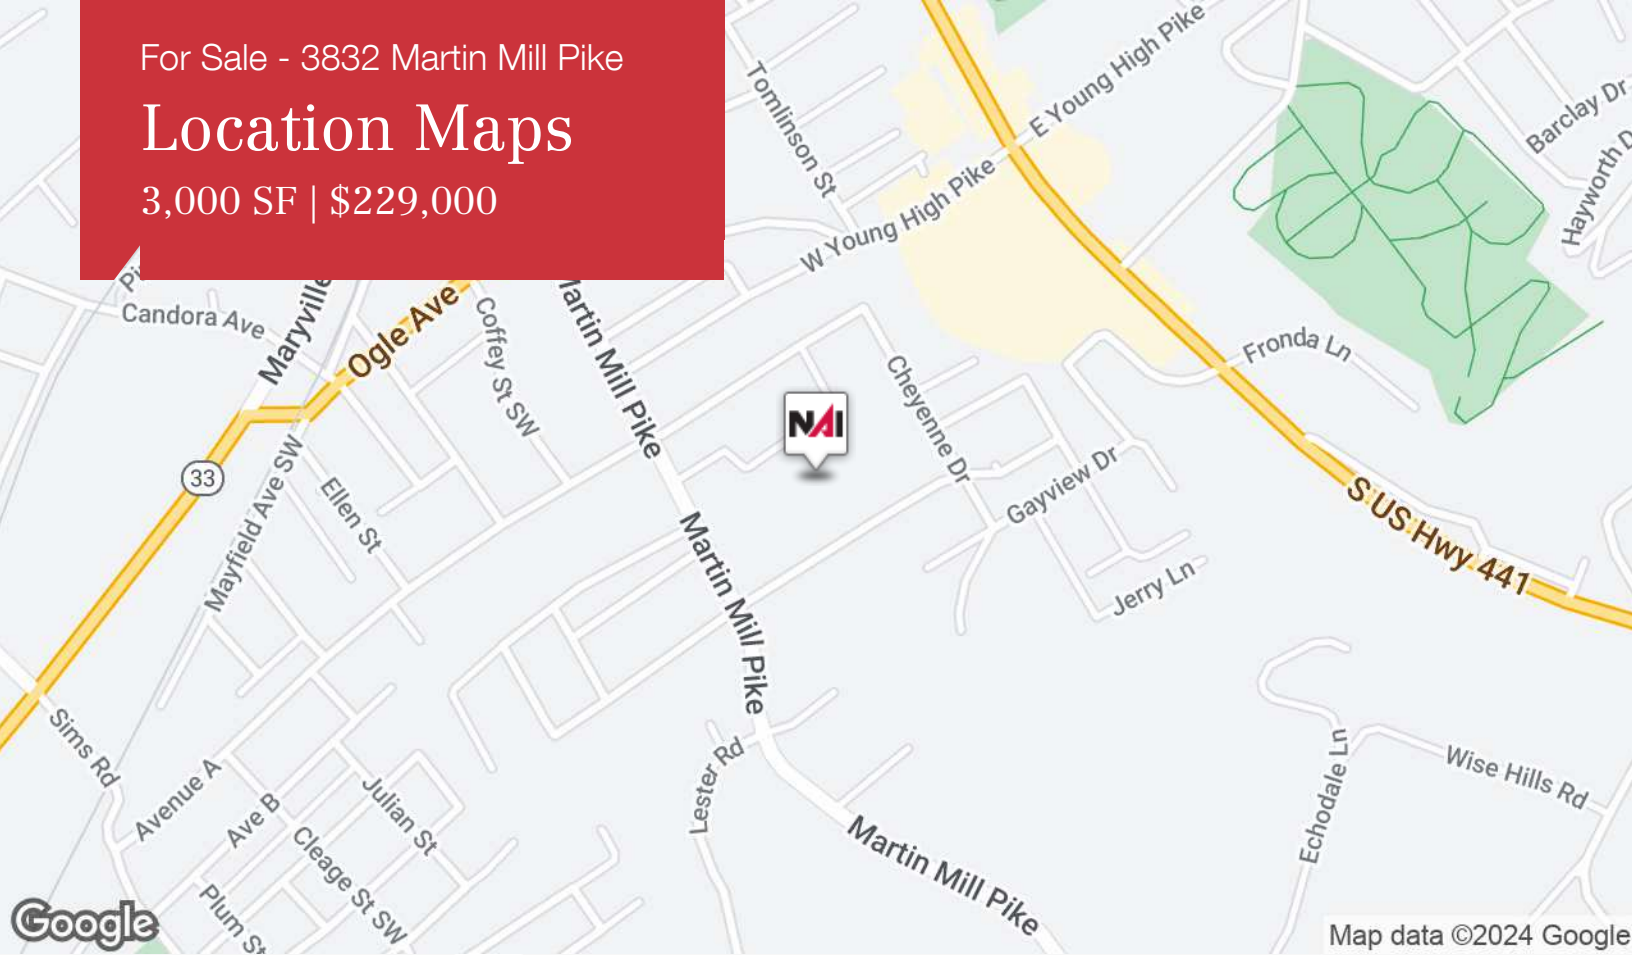 For Sale - 3832 Martin Mill Pike
Location Maps
3,000 SF | $229,000
Tomlinson St
E Young High Pike
W Young High Pike
Barclay Dr
Hayworth D
Pi
Candora Ave
Maryville
Ogle Ave
Coffey St SW
Martin Mill Pike
Cheyenne Dr
Fronda Ln
NAI
33
Mayfield Ave SW
Ellen St
Gayview Dr
S US Hwy 441
Jerry Ln
Martin Mill Pike
Sims Rd
Avenue A
Ave B
Julian St
Cleage St SW
Plum St
Lester Rd
Martin Mill Pike
Echodale Ln
Wise Hills Rd
Google
Map data ©2024 Google